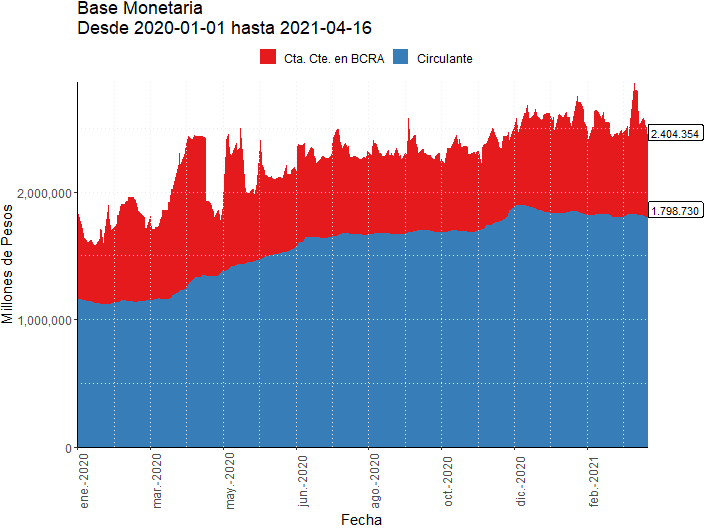 Base Monetaria
Desde 2020-01-01 hasta 2021-04-16
Cta. Cte. en BCRA
Circulante
Millones de Pesos
2,000,000
1,000,000
0
2.404.354
1.798.730
ene.-2020
mar.-2020
may.-2020
jun.-2020
ago.-2020
oct.-2020
dic.-2020
feb.-2021
Fecha